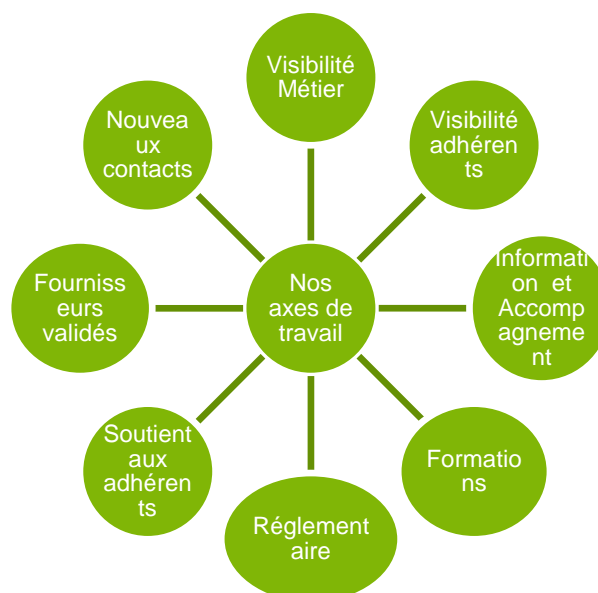 Visibilité
Métier
Visibilité
adhéren
ts
Informati
on et
Accomp
agneme
nt
Formatio
ns
Réglement
aire
Soutient
aux
adhéren
ts
Fourniss
eurs
validés
Nouvea
ux
contacts
Nos
axes de
travail